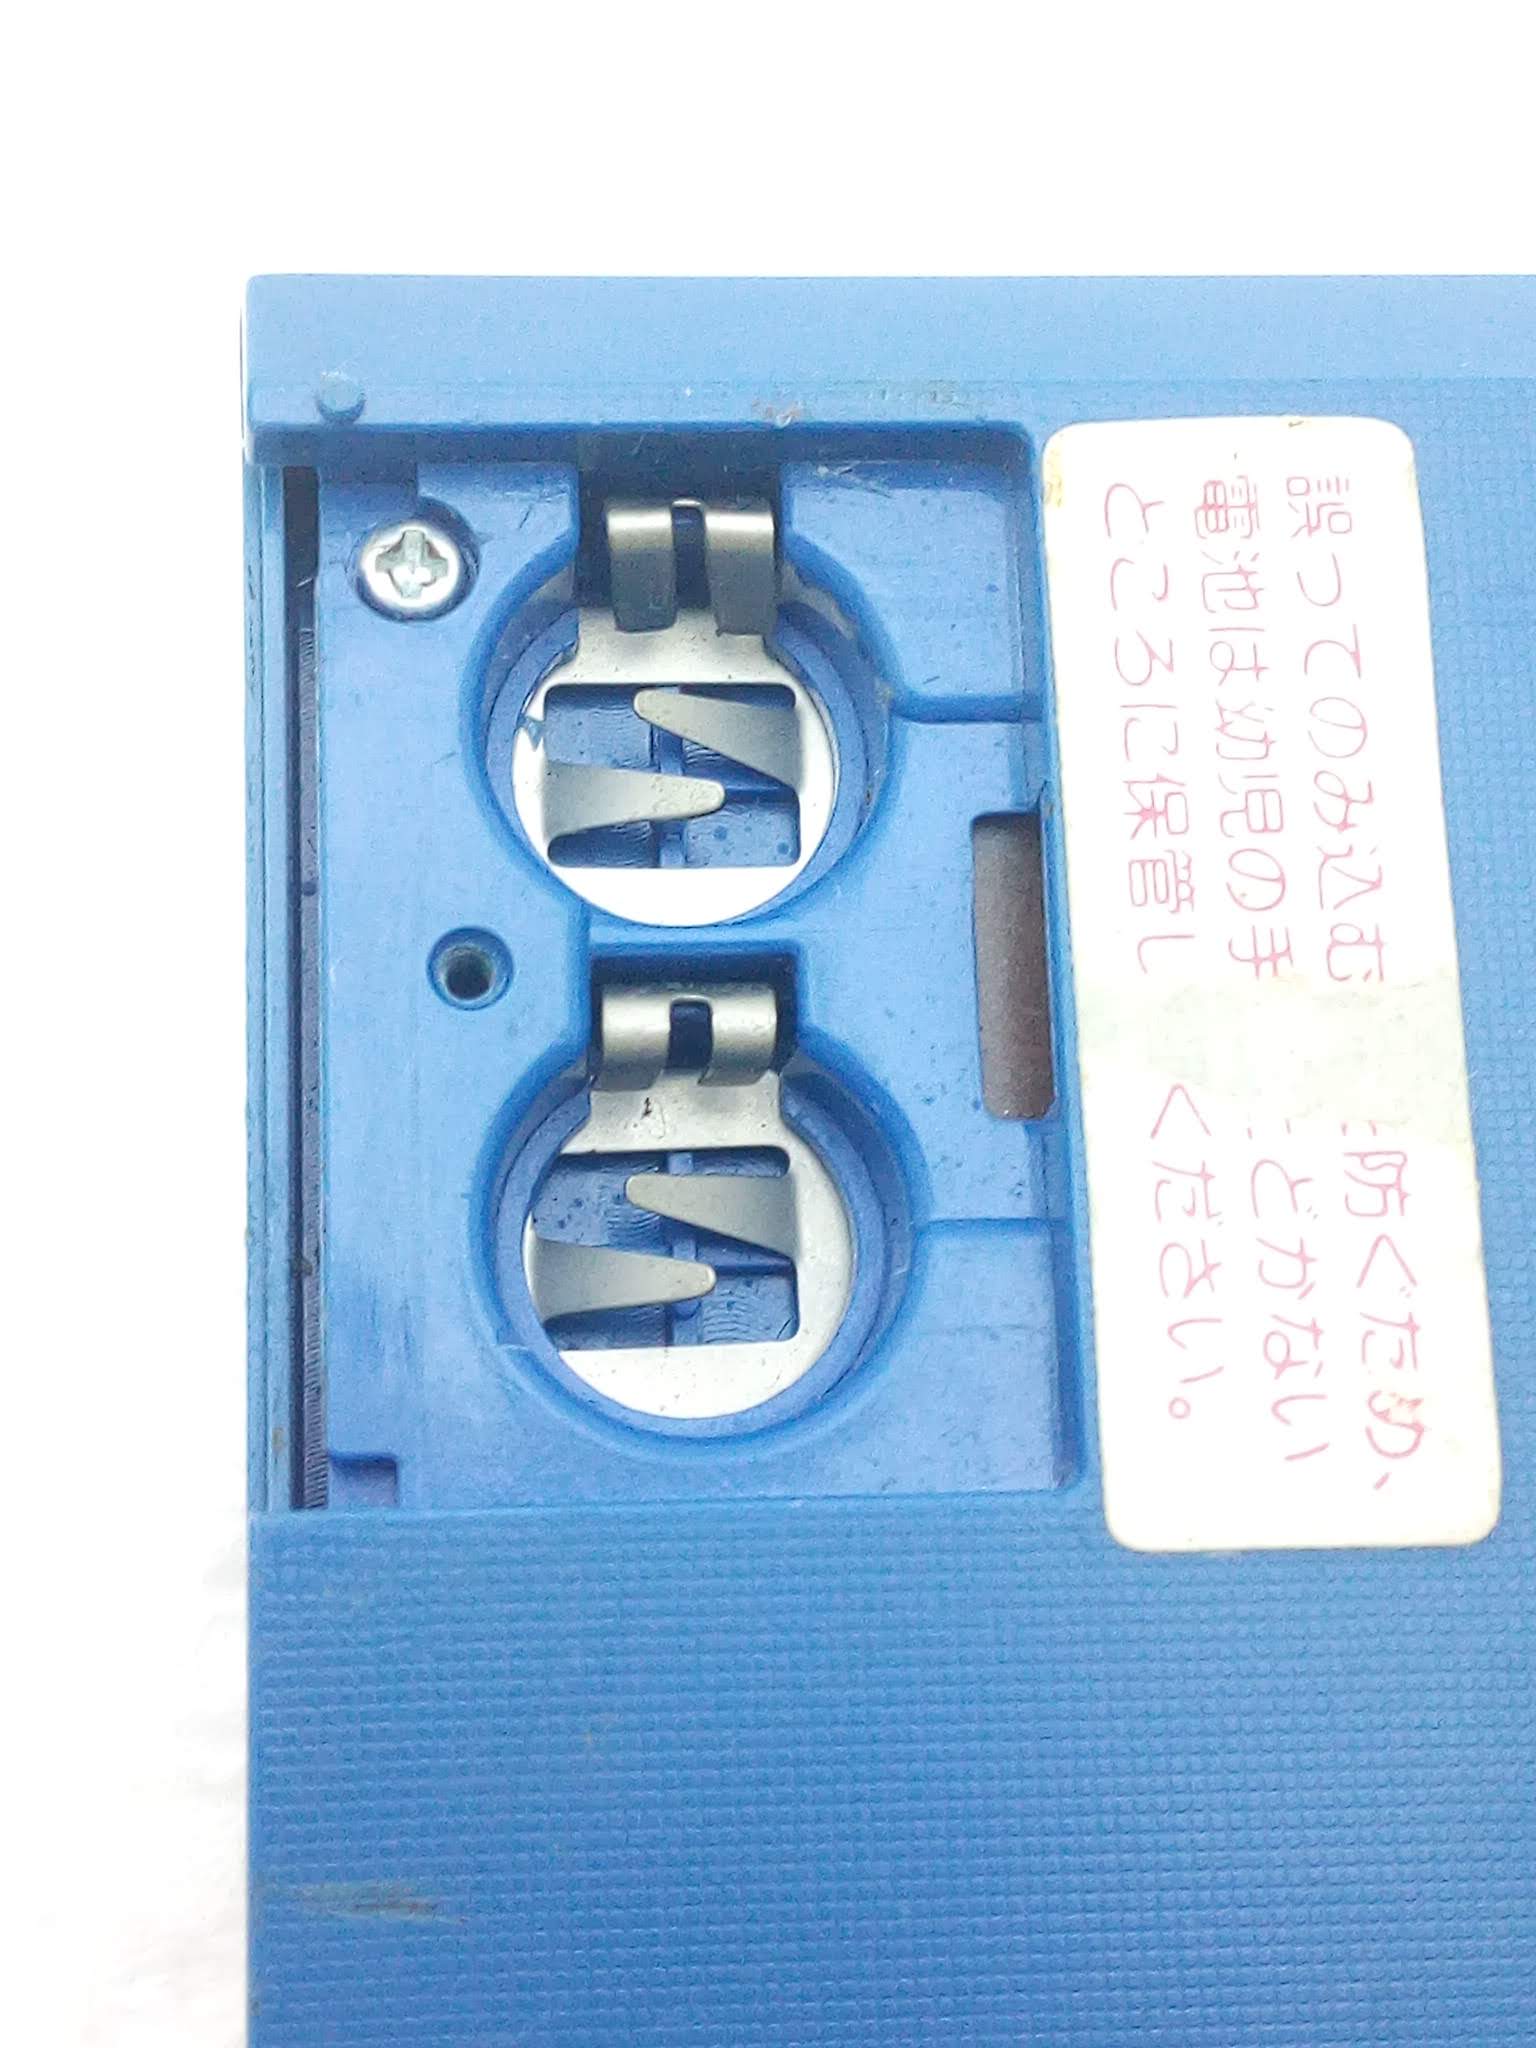 誤ってのみ込む 防ぐため、
電池は幼児の手 どかない
ところに保管し ください。